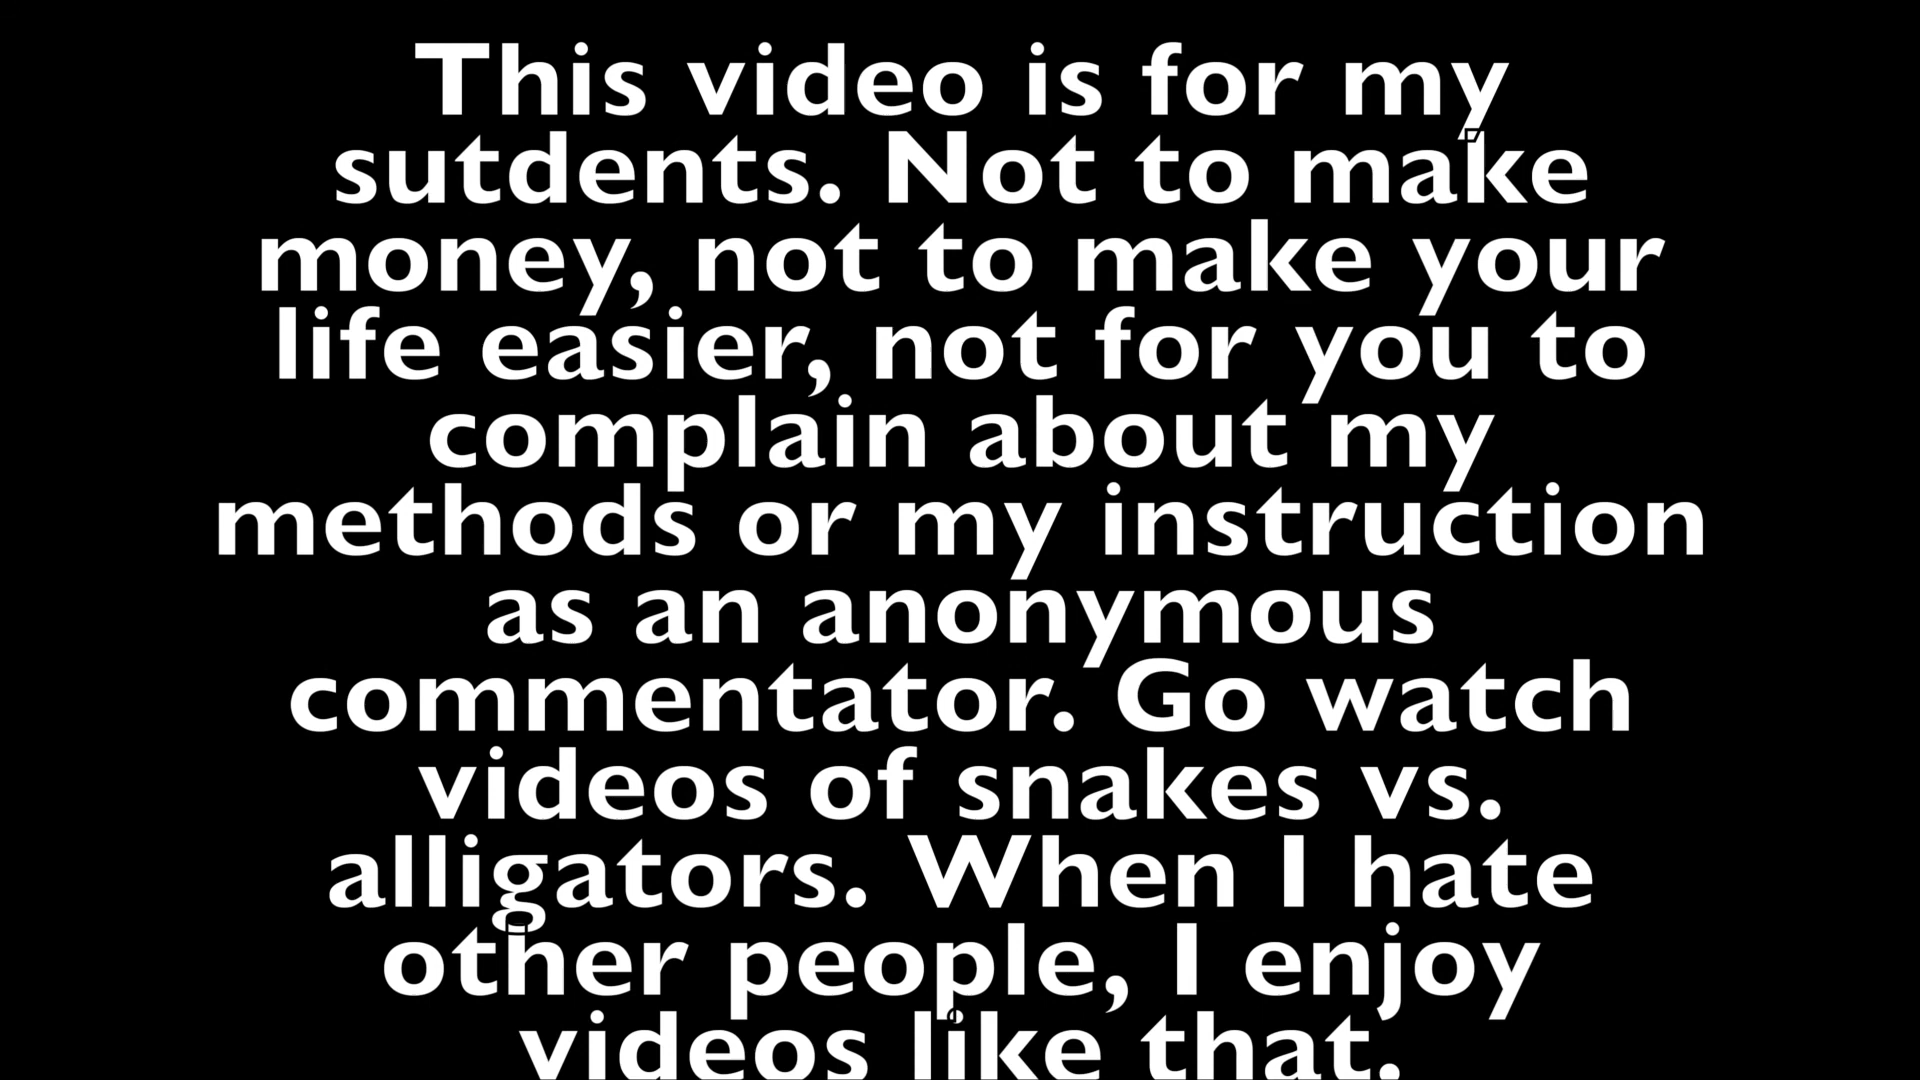 This video is for my
sutdents. Not to make
money, not to make your
life easier, not for you to
complain about my
methods or my instruction
as an anonymous
commentator. Go watch
videos of snakes vs.
alligators. When I hate
other people, I enjoy
videos like that.